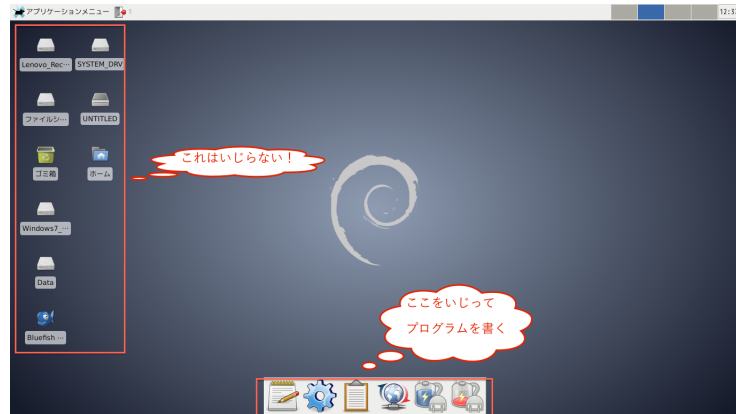 アプリケーションメニュー
12:37
Lenovo_Rec…
SYSTEM_DRV
ファイルシ…
UNTITLED
ゴミ箱
ホーム
これはいじらない！
Windows7_…
Data
Bluefish …
ここをいじって
プログラムを書く